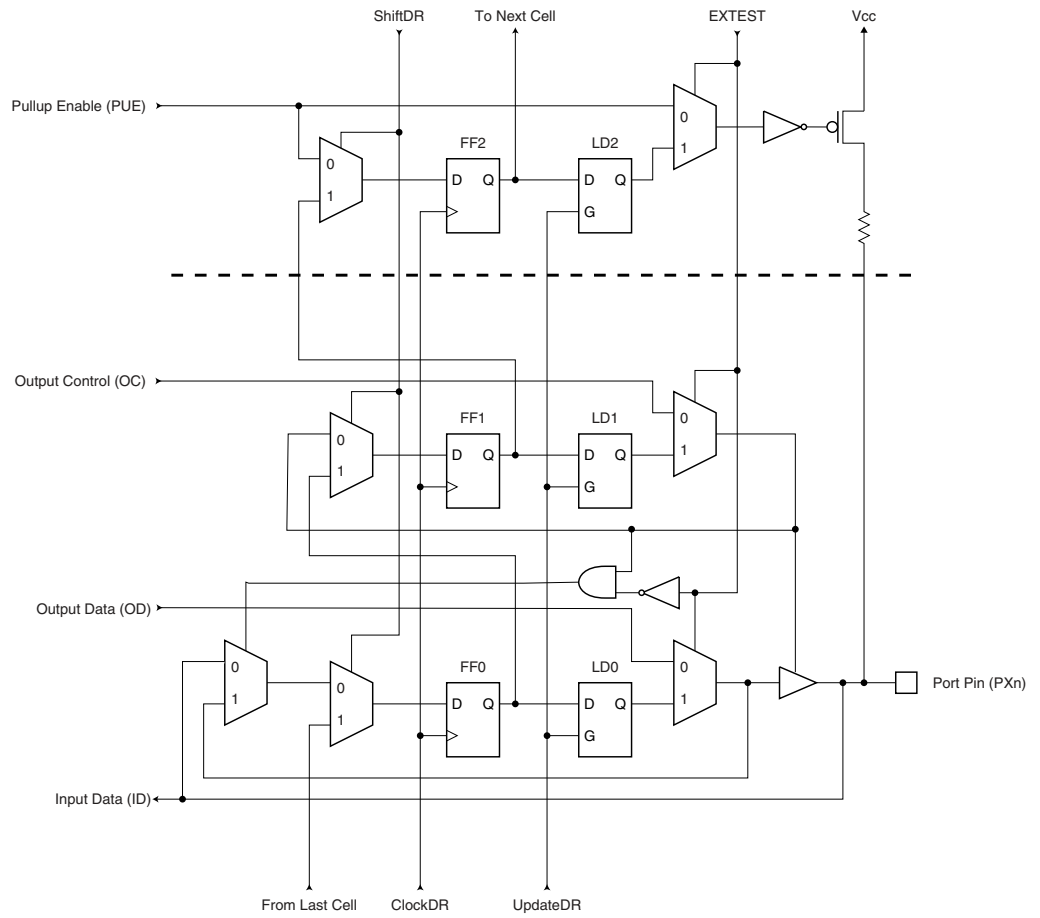 ShiftDR To Next Cell EXTEST Vcc
Pullup Enable (PUE)
0
1
FF2
D Q
LD2
D Q
G
0
1
Output Control (OC)
0
1
FF1
D Q
LD1
D Q
G
0
1
Output Data (OD)
0
1
0
1
FF0
D Q
LD0
D Q
G
0
1
Port Pin (PXn)
Input Data (ID)
From Last Cell ClockDR UpdateDR